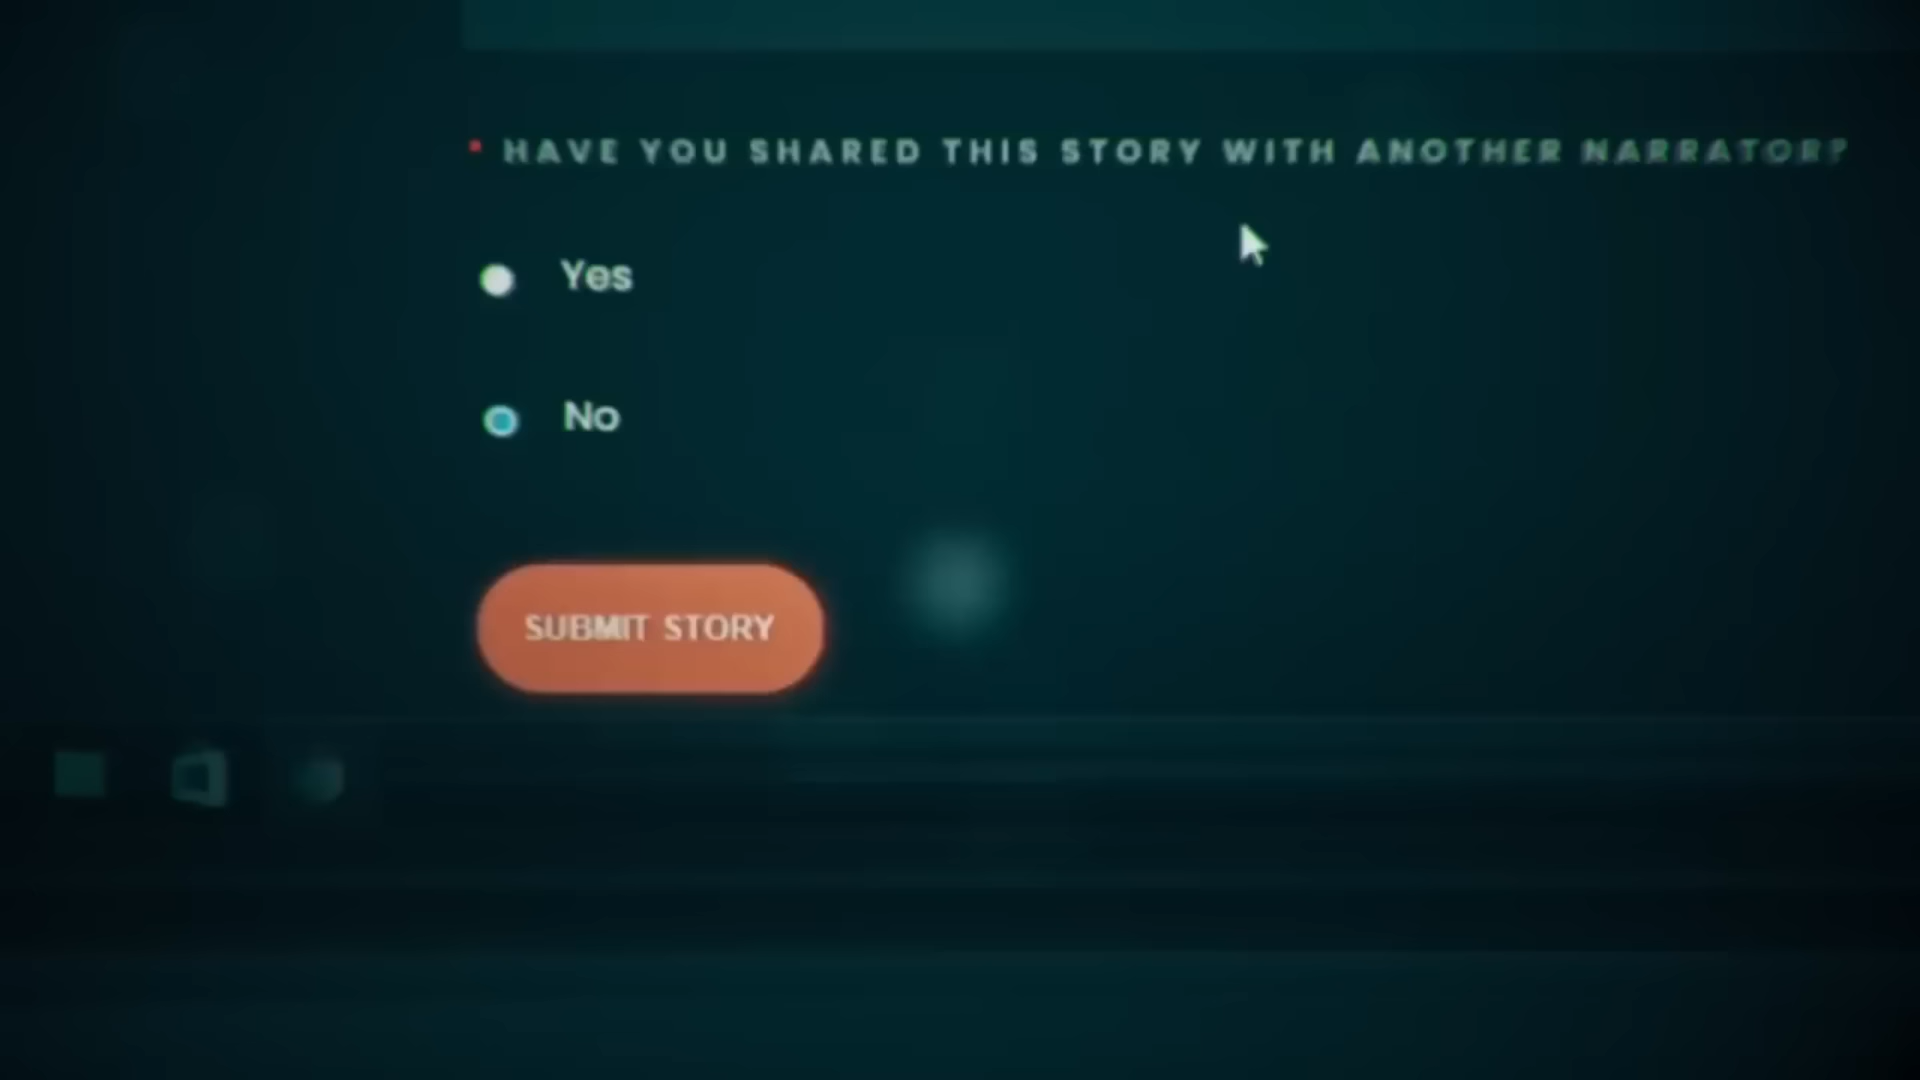 HAVE YOU SHARED THIS STORY WITH ANOTHER NARRATOR?
Yes
No
SUBMIT STORY